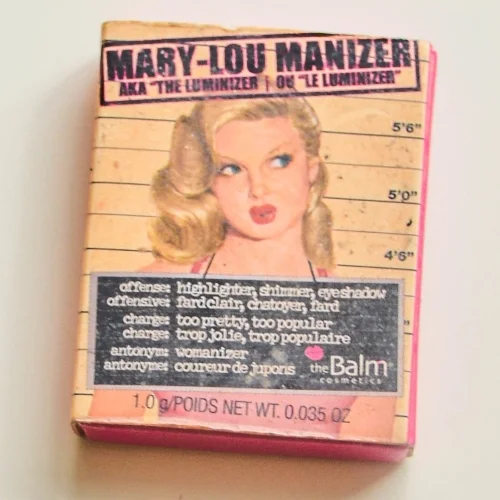 MARY-LOU MANIZER
AKA "THE LUMINIZER | OU "LE LUMINIZER"
5'6"
5'0"
4'6"
offense: highlighter, shimmer, eyeshadow
offensive: fard clair, chatoyer, fard
charge: too pretty, too popular
charge: trop jolie, trop populaire
antonym: womanizer
antonyme: coureur de jupons
theBalm
cosmetics
1.0 g/POIDS NET WT. 0.035 OZ